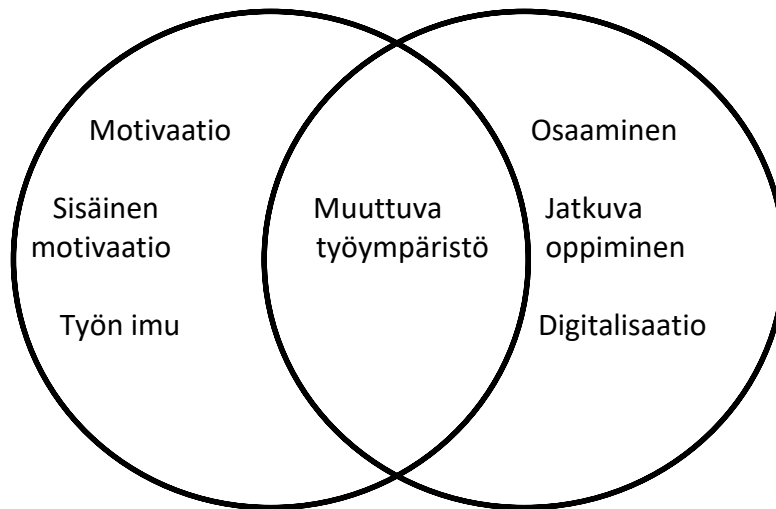 Motivaatio
Sisäinen
motivaatio
Työn imu
Muuttuva
työympäristö
Osaaminen
Jatkuva
oppiminen
Digitalisaatio